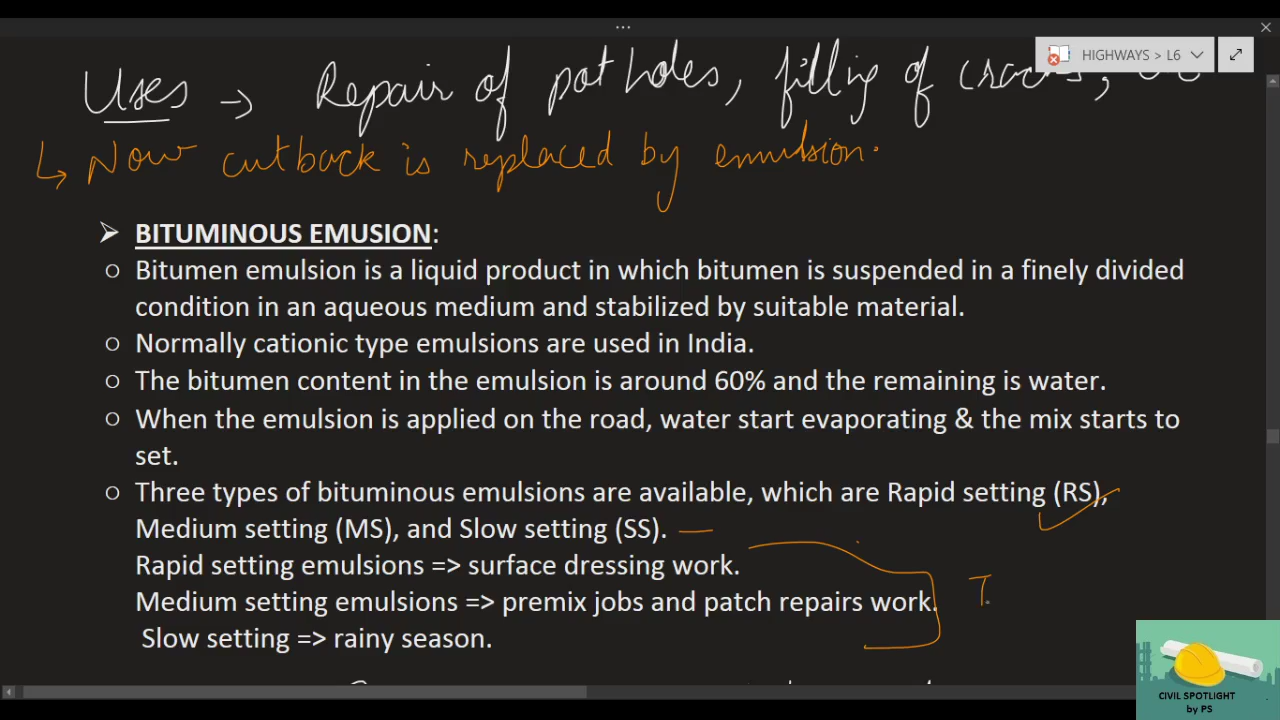 HIGHWAYS > L6
Uses → Repair of pot holes, filling of cracks,
↳ Now cutback is replaced by emulsion.
➢ BITUMINOUS EMUSION:
o Bitumen emulsion is a liquid product in which bitumen is suspended in a finely divided
condition in an aqueous medium and stabilized by suitable material.
o Normally cationic type emulsions are used in India.
o The bitumen content in the emulsion is around 60% and the remaining is water.
o When the emulsion is applied on the road, water start evaporating & the mix starts to
set.
o Three types of bituminous emulsions are available, which are Rapid setting (RS),
Medium setting (MS), and Slow setting (SS).
Rapid setting emulsions => surface dressing work.
Medium setting emulsions => premix jobs and patch repairs work.
Slow setting => rainy season.
CIVIL SPOTLIGHT
by PS